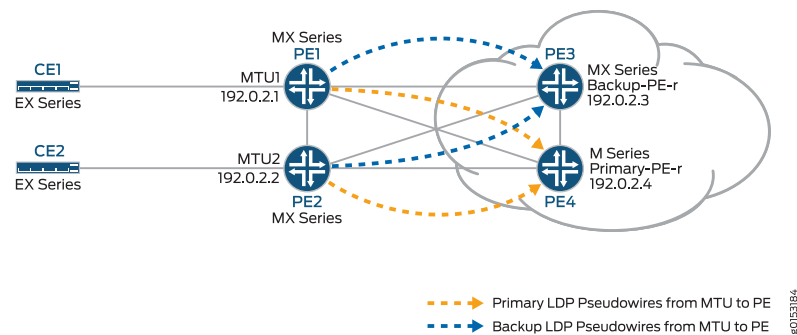 MX Series
PE1
CE1
EX Series
MTU1
192.0.2.1
PE3
MX Series
Backup-PE-r
192.0.2.3
CE2
EX Series
MTU2
192.0.2.2
PE2
MX Series
M Series
Primary-PE-r
192.0.2.4
PE4
Primary LDP Pseudowires from MTU to PE
Backup LDP Pseudowires from MTU to PE
g0153184